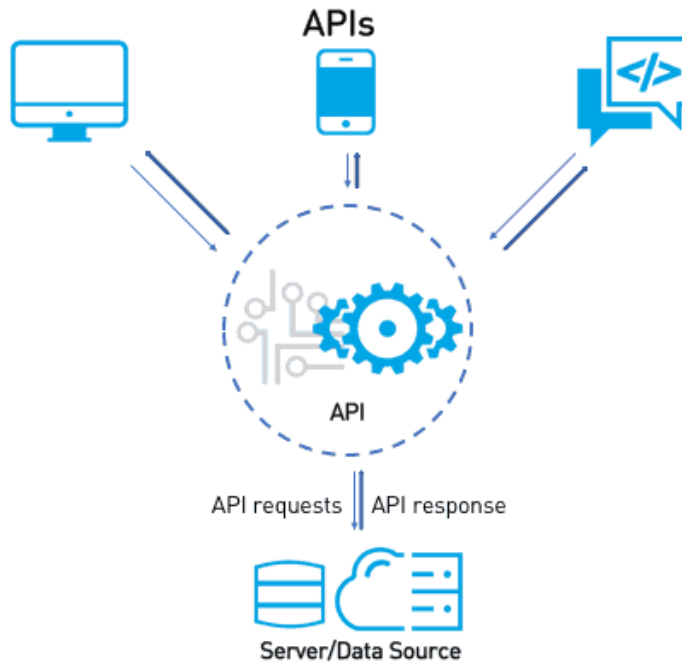 APIs
</>
API
API requests
API response
Server/Data Source